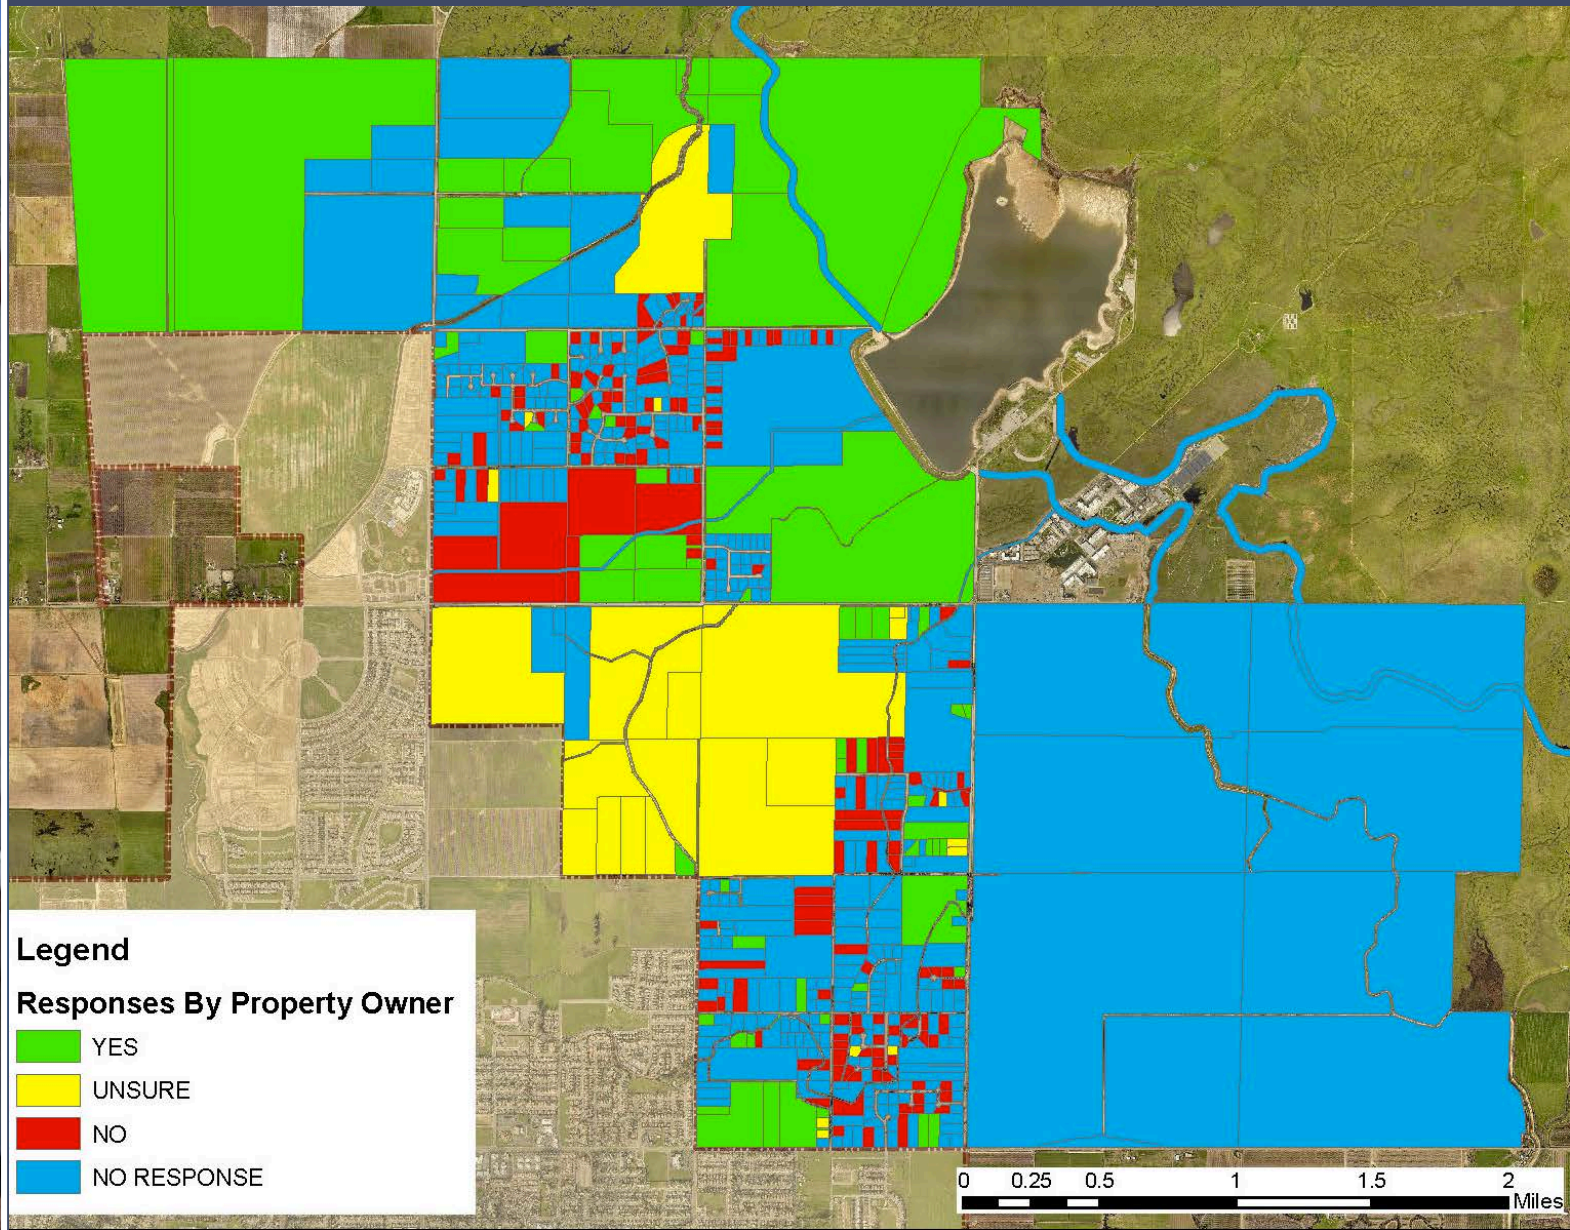 Legend
Responses By Property Owner
YES
UNSURE
NO
NO RESPONSE
0 0.25 0.5 1 1.5 2
Miles